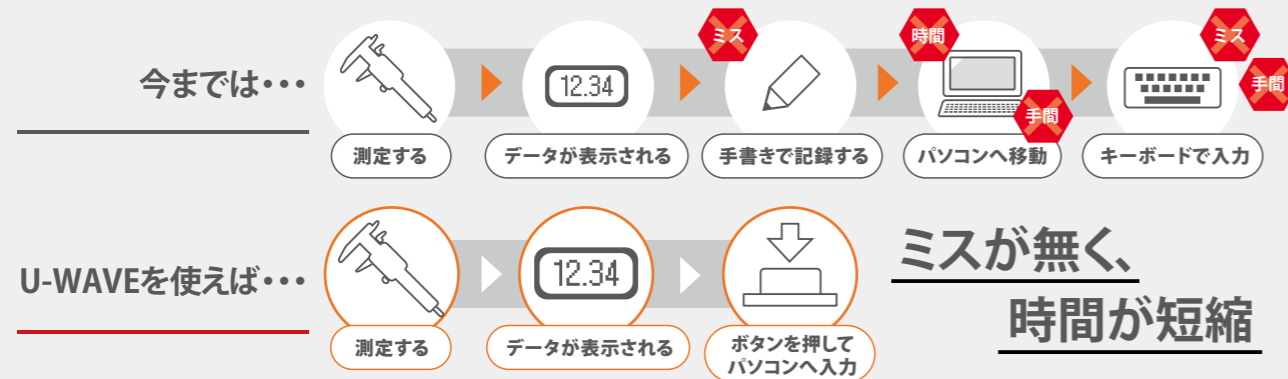 今までは・・・
ミス
時間
手間
ミス
手間
12.34
測定する
データが表示される
手書きで記録する
パソコンへ移動
キーボードで入力
U-WAVEを使えば・・・
12.34
測定する
データが表示される
ボタンを押して
パソコンへ入力
ミスが無く、
時間が短縮